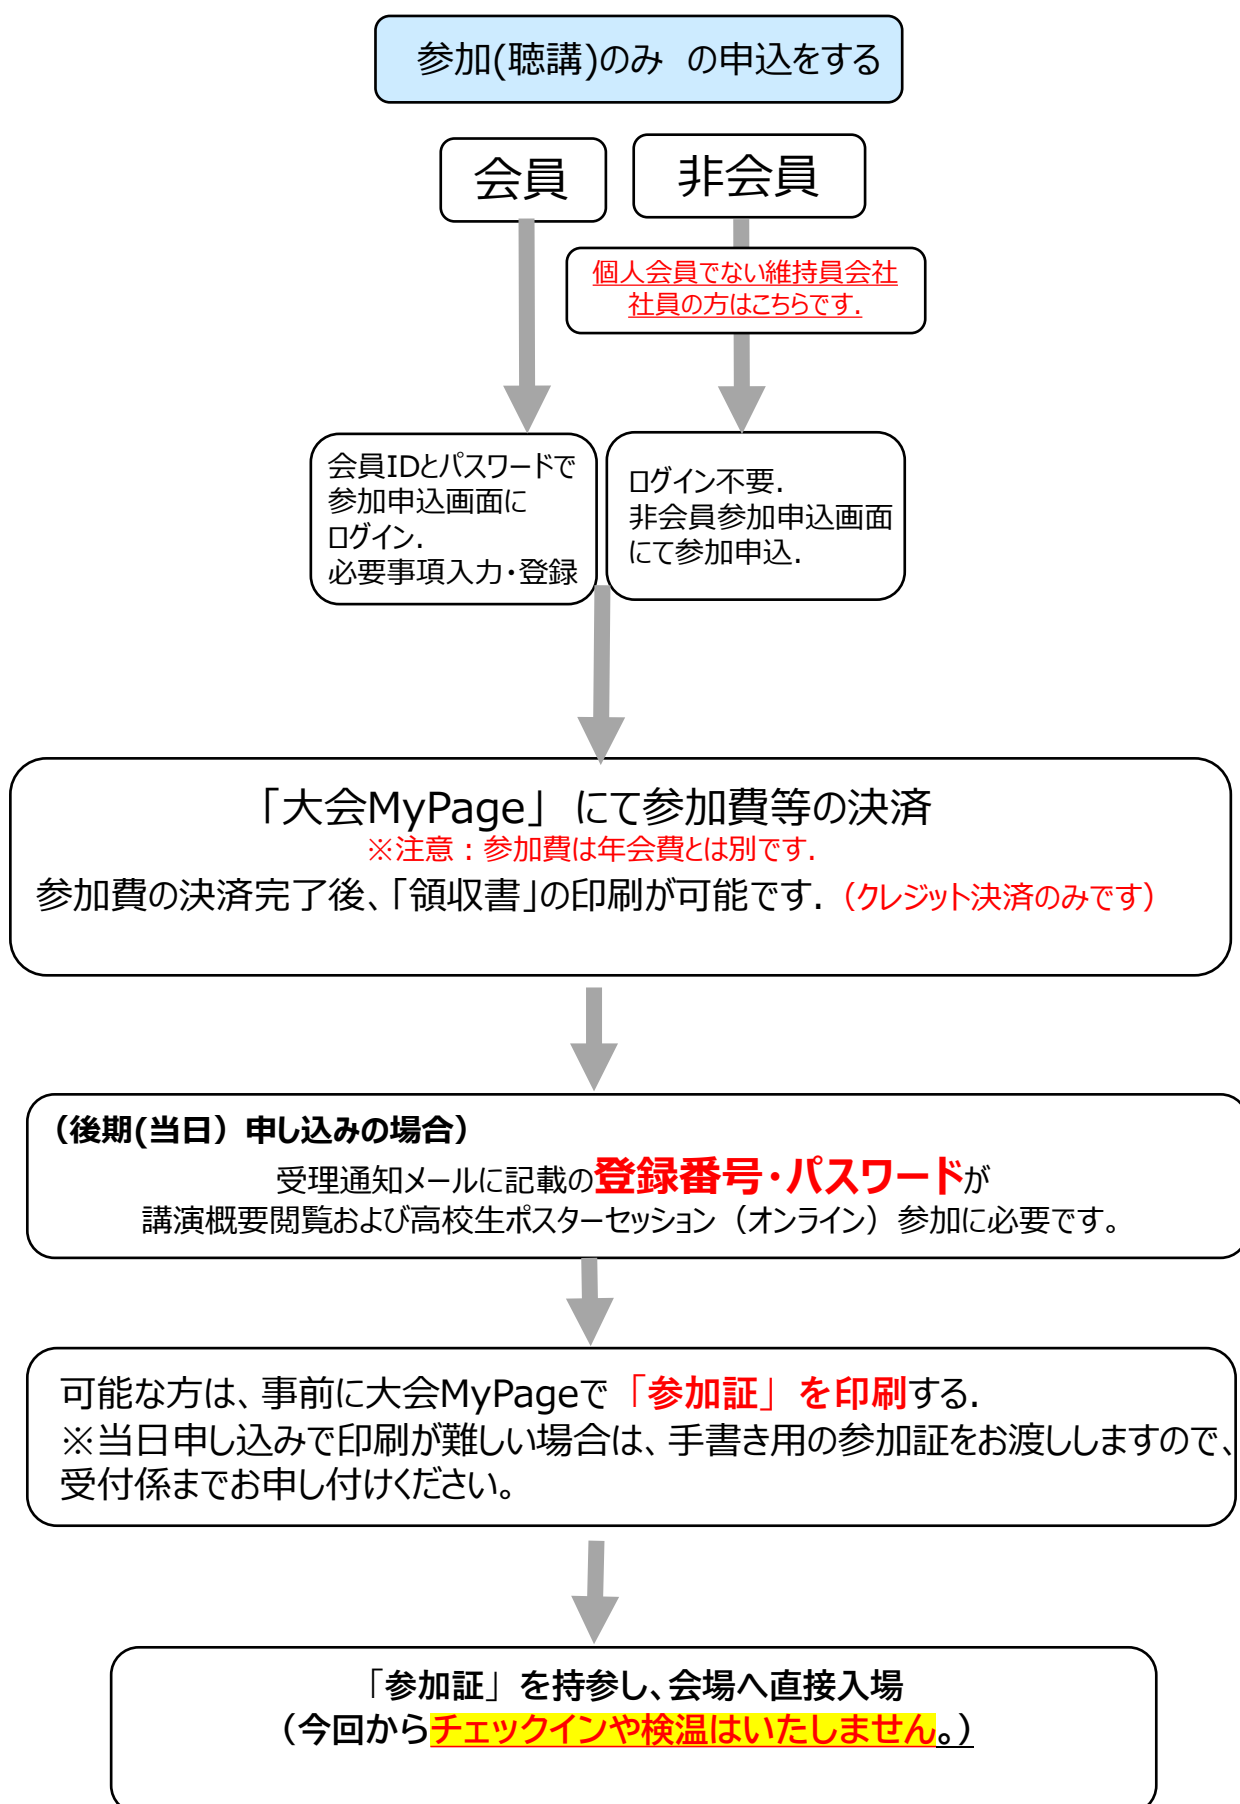 参加(聴講)のみ の申込をする
会員
非会員
個人会員でない維持員会社
社員の方はこちらです.
会員IDとパスワードで
参加申込画面に
ログイン.
必要事項入力・登録
ログイン不要.
非会員参加申込画面
にて参加申込.
「大会MyPage」 にて参加費等の決済
※注意：参加費は年会費とは別です.
参加費の決済完了後、「領収書」の印刷が可能です.（クレジット決済のみです）
（後期(当日）申し込みの場合）
受理通知メールに記載の登録番号・パスワードが
講演概要閲覧および高校生ポスターセッション（オンライン）参加に必要です。
可能な方は、事前に大会MyPageで「参加証」を印刷する.
※当日申し込みで印刷が難しい場合は、手書き用の参加証をお渡ししますので、
受付係までお申し付けください。
「参加証」を持参し、会場へ直接入場
（今回からチェックインや検温はいたしません。）